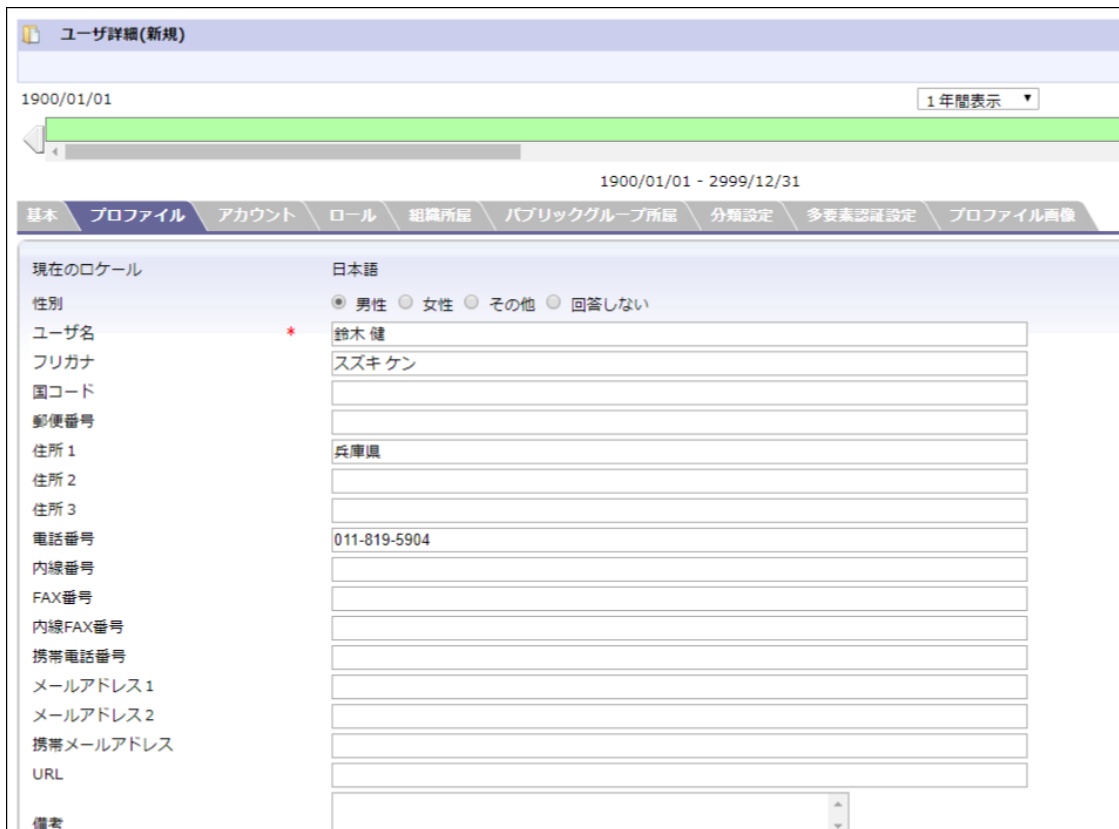 ユーザ詳細(新規)
1900/01/01 1年間表示
1900/01/01 - 2999/12/31
基本 プロファイル アカウント ロール 組織所属 パブリックグループ所属 分類設定 多要素認証設定 プロファイル画像
現在のロケール 日本語
性別 男性 女性 その他 回答しない
ユーザ名 * 鈴木 健
フリガナ スズキ ケン
国コード
郵便番号
住所1 兵庫県
住所2
住所3
電話番号 011-819-5904
内線番号
FAX番号
内線FAX番号
携帯電話番号
メールアドレス1
メールアドレス2
携帯メールアドレス
URL
備考